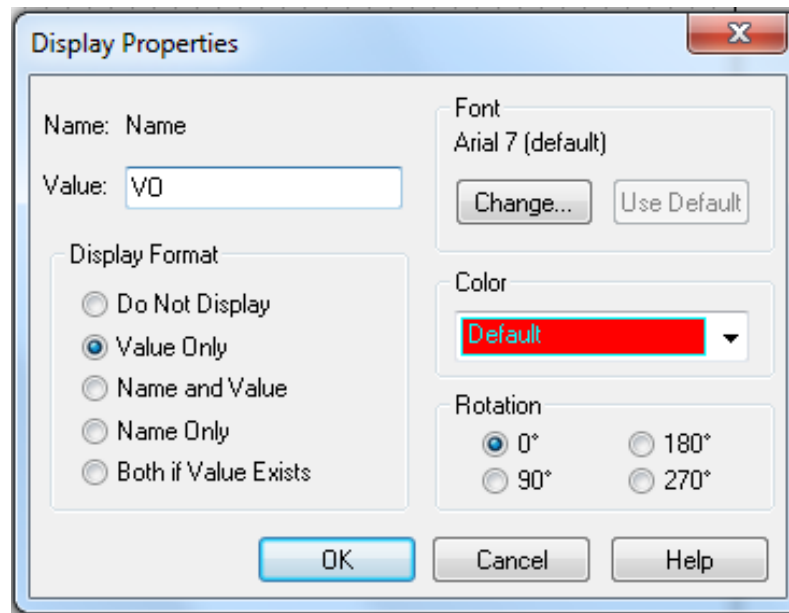 Display Properties
Name: Name
Value: VO
Display Format
Do Not Display
Value Only
Name and Value
Name Only
Both if Value Exists
Font
Arial 7 (default)
Change...
Use Default
Color
Default
Rotation
0° 180°
90° 270°
OK Cancel Help